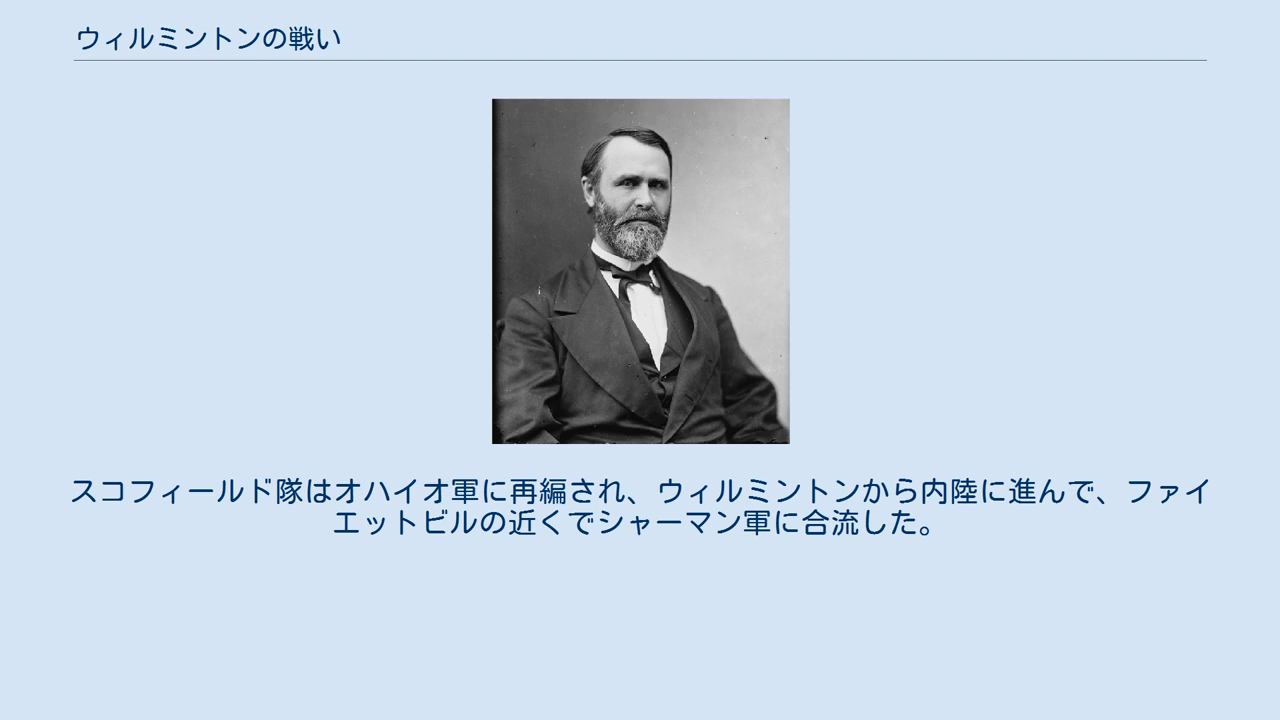 ウィルミントンの戦い
スコフィールド隊はオハイオ軍に再編され、ウィルミントンから内陸に進んで、ファイ
エットビルの近くでシャーマン軍に合流した。